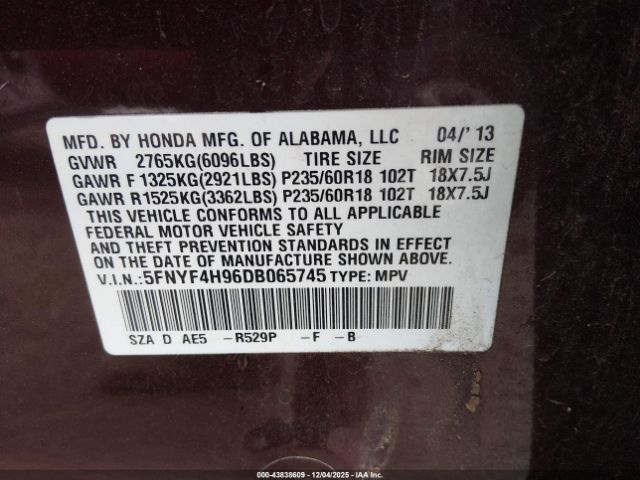 MFD. BY HONDA MFG. OF ALABAMA, LLC 04/'13
GVWR 2765KG(6096LBS) TIRE SIZE RIM SIZE
GAWR F 1325KG(2921LBS) P235/60R18 102T 18X7.5J
GAWR R1525KG(3362LBS) P235/60R18 102T 18X7.5J
THIS VEHICLE CONFORMS TO ALL APPLICABLE
FEDERAL MOTOR VEHICLE SAFETY
AND THEFT PREVENTION STANDARDS IN EFFECT
ON THE DATE OF MANUFACTURE SHOWN ABOVE.
V.I.N.:5FNYF4H96DB065745 TYPE: MPV
SZA D AE5 –R529P –F –B
IAA 43838609 | 12/04/2025 | IAAI.COM